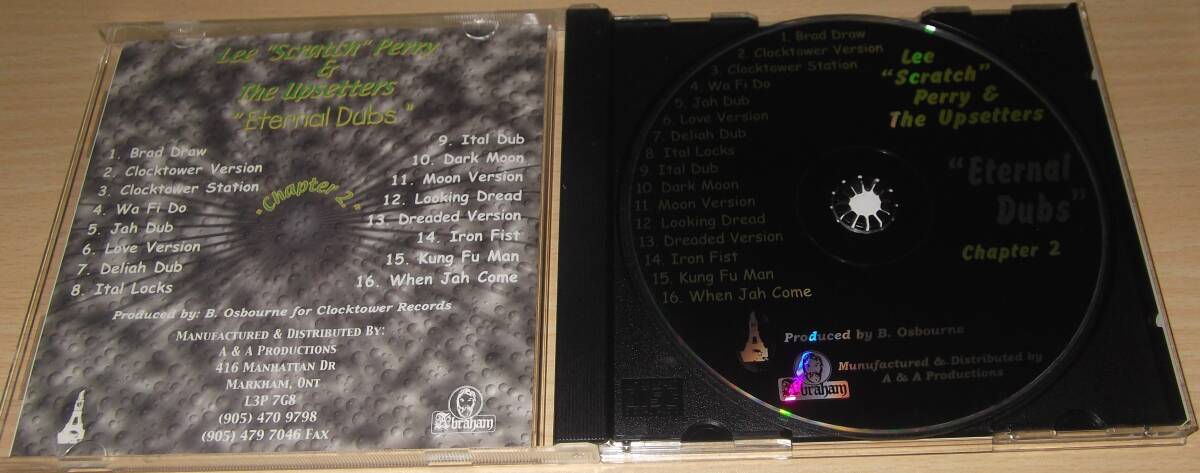 Lee "Scratch" Perry
&
The Upsetters
"Eternal Dubs"
1. Brad Draw
2. Clocktower Version
3. Clocktower Station
4. Wa Fi Do
5. Jah Dub
6. Love Version
7. Deliah Dub
8. Ital Locks
"Chapter 2"
9. Ital Dub
10. Dark Moon
11. Moon Version
12. Looking Dread
13. Dreaded Version
14. Iron Fist
15. Kung Fu Man
16. When Jah Come
Produced by: B. Osbourne for Clocktower Records
Manufactured & Distributed By:
A & A Productions
416 Manhattan Dr
Markham, Ont
L3P 7G8
(905) 470 9798
(905) 479 7046 Fax
Abraham
1. Brad Draw
2. Clocktower Version
3. Clocktower Station
4. Wa Fi Do
5. Jah Dub
6. Love Version
7. Deliah Dub
8. Ital Locks
9. Ital Dub
10. Dark Moon
11. Moon Version
12. Looking Dread
13. Dreaded Version
14. Iron Fist
15. Kung Fu Man
16. When Jah Come
Lee
"Scratch"
Perry &
The Upsetters
"Eternal
Dubs"
Chapter 2
Produced by B. Osbourne
Munufactured & Distributed by
A & A Productions
Abraham